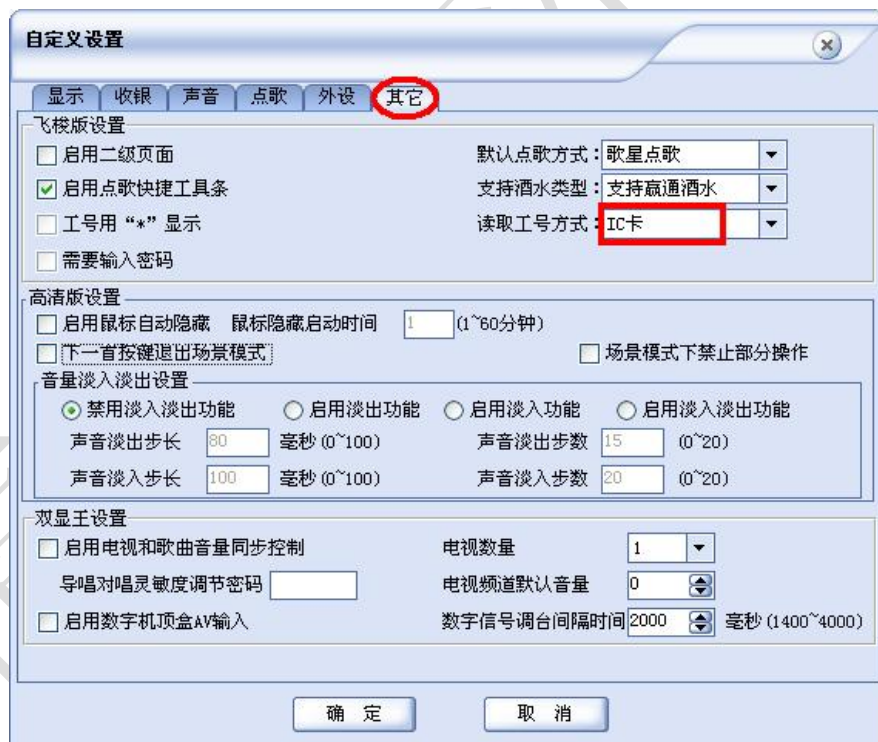 自定义设置
显示 收银 声音 点歌 外设 其它
飞梭版设置
启用二级页面 默认点歌方式：歌星点歌
启用点歌快捷工具条 支持酒水类型：支持赢通酒水
工号用“*”显示 读取工号方式：IC卡
需要输入密码
高清版设置
启用鼠标自动隐藏 鼠标隐藏启动时间 1 (1~60分钟)
下一首按键退出场景模式 场景模式下禁止部分操作
音量淡入淡出设置
禁用淡入淡出功能 启用淡出功能 启用淡入功能 启用淡入淡出功能
声音淡出步长 80 毫秒(0~100) 声音淡出步数 15 (0~20)
声音淡入步长 100 毫秒(0~100) 声音淡入步数 20 (0~20)
双显王设置
启用电视和歌曲音量同步控制 电视数量 1
导唱对唱灵敏度调节密码 电视频道默认音量 0
启用数字机顶盒AV输入 数字信号调台间隔时间 2000 毫秒(1400~4000)
确 定 取 消